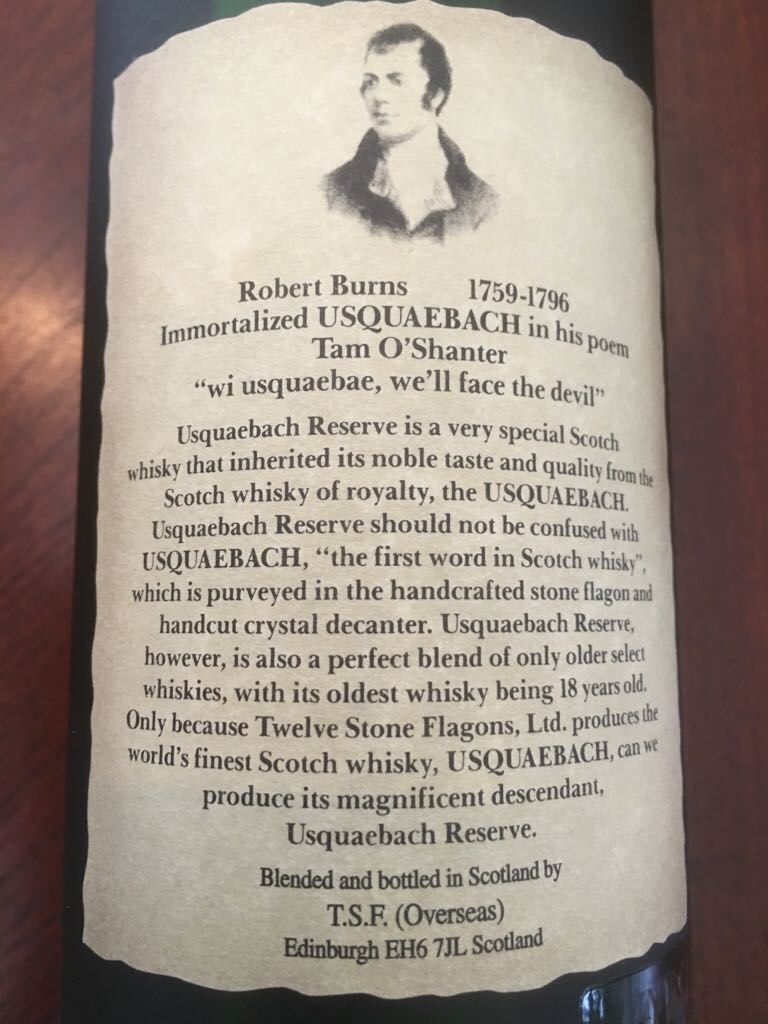 Robert Burns 1759-1796
Immortalized USQUAEBACH in his poem
Tam O'Shanter
“wi usquaebae, we'll face the devil”
Usquaebach Reserve is a very special Scotch
whisky that inherited its noble taste and quality from the
Scotch whisky of royalty, the USQUAEBACH.
Usquaebach Reserve should not be confused with
USQUAEBACH, “the first word in Scotch whisky”,
which is purveyed in the handcrafted stone flagon and
handcut crystal decanter. Usquaebach Reserve,
however, is also a perfect blend of only older select
whiskies, with its oldest whisky being 18 years old.
Only because Twelve Stone Flagons, Ltd. produces the
world's finest Scotch whisky, USQUAEBACH, can we
produce its magnificent descendant,
Usquaebach Reserve.
Blended and bottled in Scotland by
T.S.F. (Overseas)
Edinburgh EH6 7JL Scotland